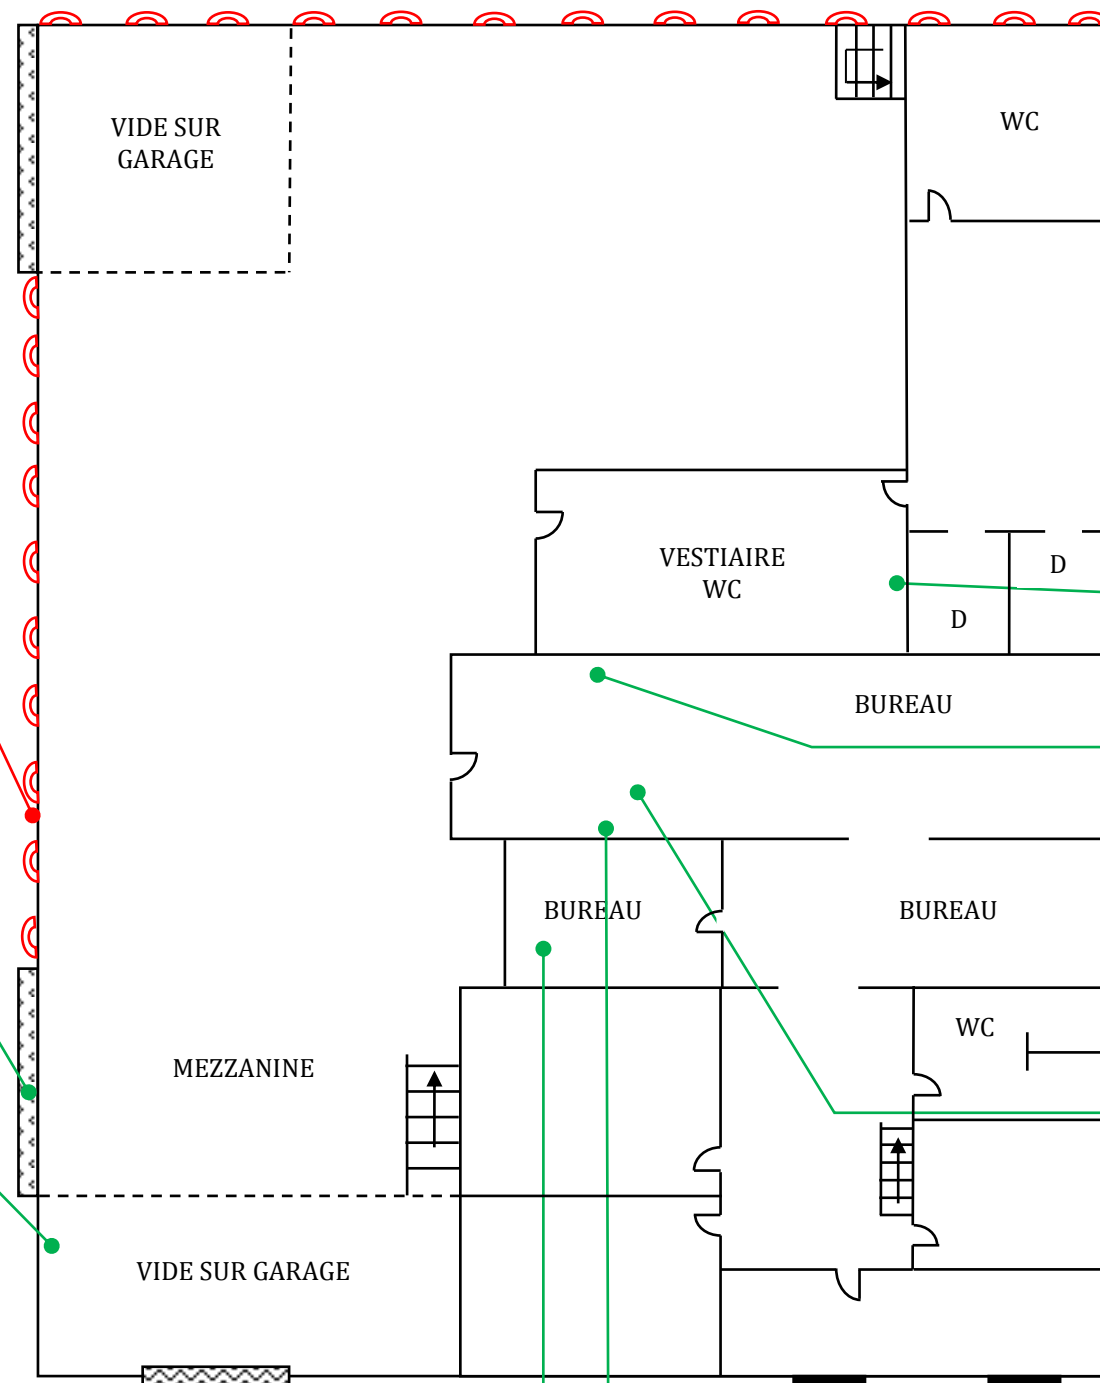 VIDE SUR
GARAGE
WC
VESTIAIRE
WC
D
D
BUREAU
BUREAU
BUREAU
WC
MEZZANINE
VIDE SUR GARAGE